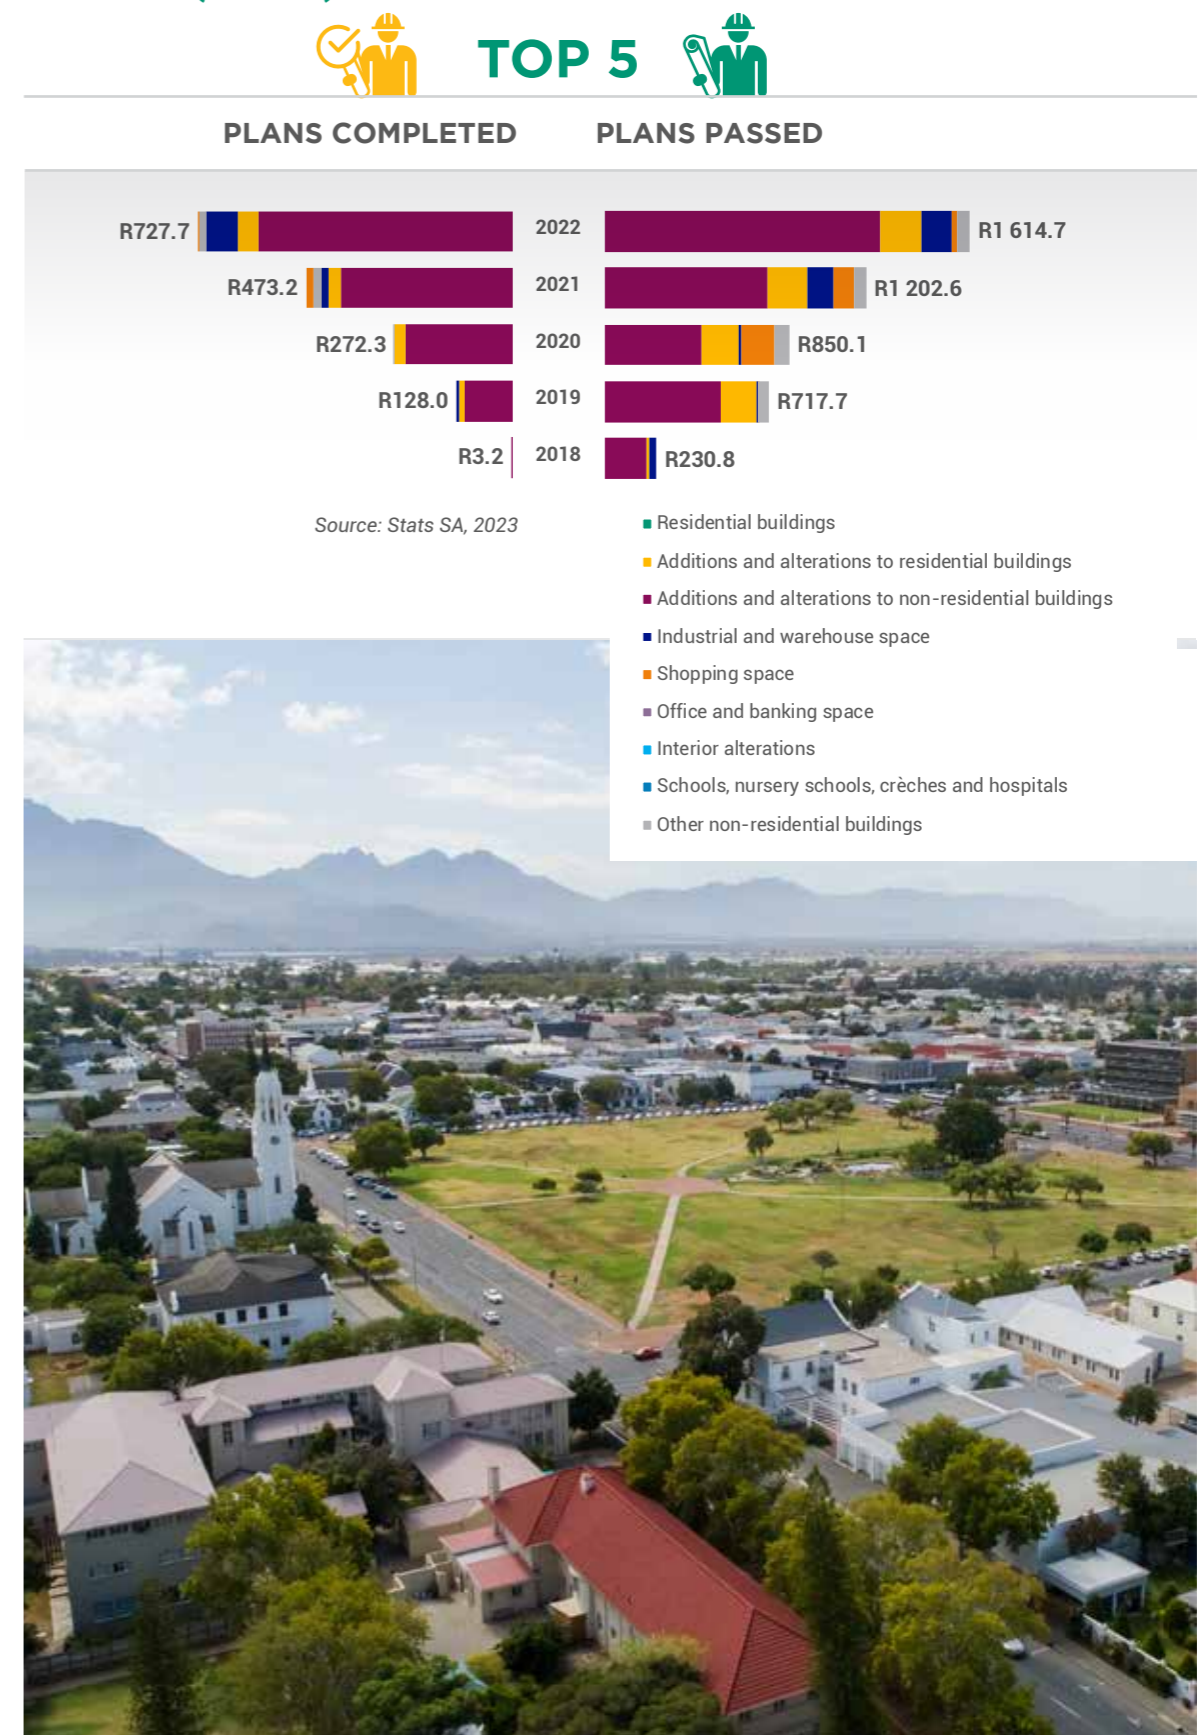 TOP 5
PLANS COMPLETED PLANS PASSED
R727.7 2022 R1 614.7
R473.2 2021 R1 202.6
R272.3 2020 R850.1
R128.0 2019 R717.7
R3.2 2018 R230.8
Source: Stats SA, 2023
Residential buildings
Additions and alterations to residential buildings
Additions and alterations to non-residential buildings
Industrial and warehouse space
Shopping space
Office and banking space
Interior alterations
Schools, nursery schools, crèches and hospitals
Other non-residential buildings